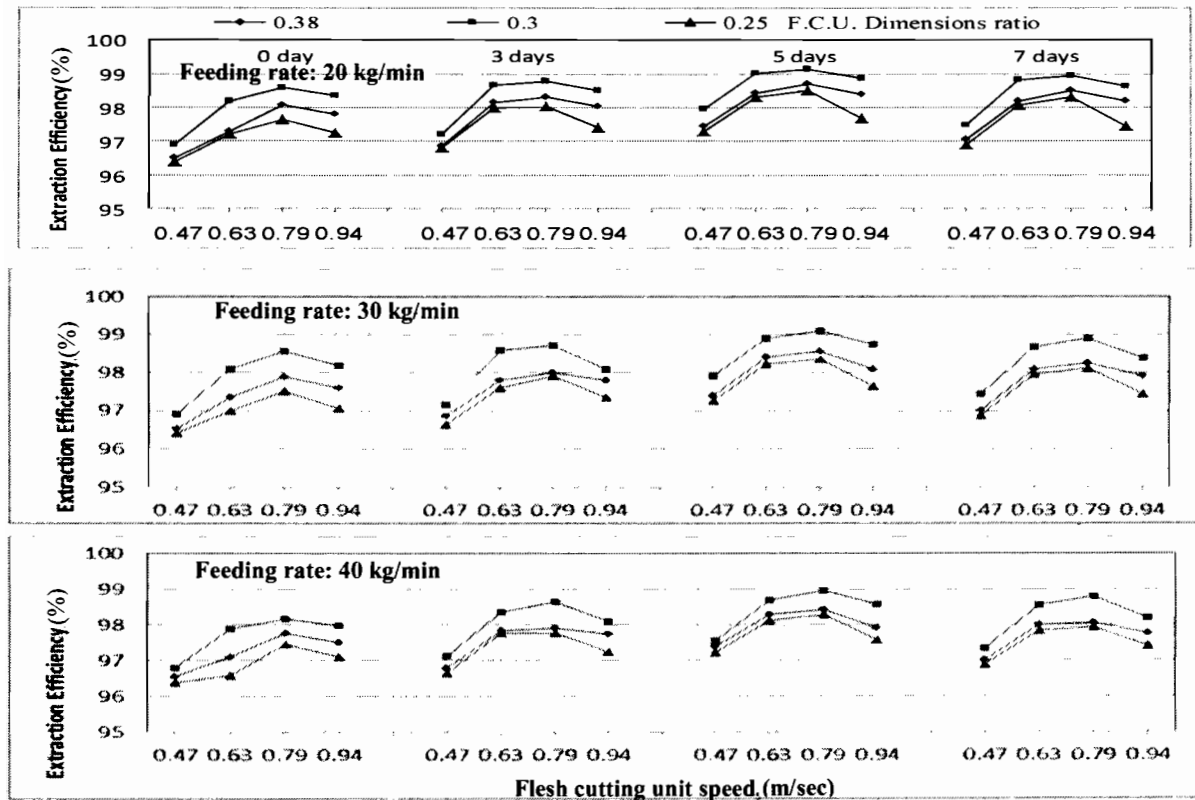 0.38 0.3 0.25 F.C.U. Dimensions ratio
100
99
98
97
96
95
Extraction Efficiency(%)
0 day 3 days 5 days 7 days
Feeding rate: 20 kg/min
0.47 0.63 0.79 0.94 0.47 0.63 0.79 0.94 0.47 0.63 0.79 0.94 0.47 0.63 0.79 0.94
100
99
98
97
96
95
Extraction Efficiency.(%)
Feeding rate: 30 kg/min
0.47 0.63 0.79 0.94 0.47 0.63 0.79 0.94 0.47 0.63 0.79 0.94 0.47 0.63 0.79 0.94
100
99
98
97
96
95
Extraction Efficiency(%)
Feeding rate: 40 kg/min
0.47 0.63 0.79 0.94 0.47 0.63 0.79 0.94 0.47 0.63 0.79 0.94 0.47 0.63 0.79 0.94
Flesh cutting unit speed,(m/sec)